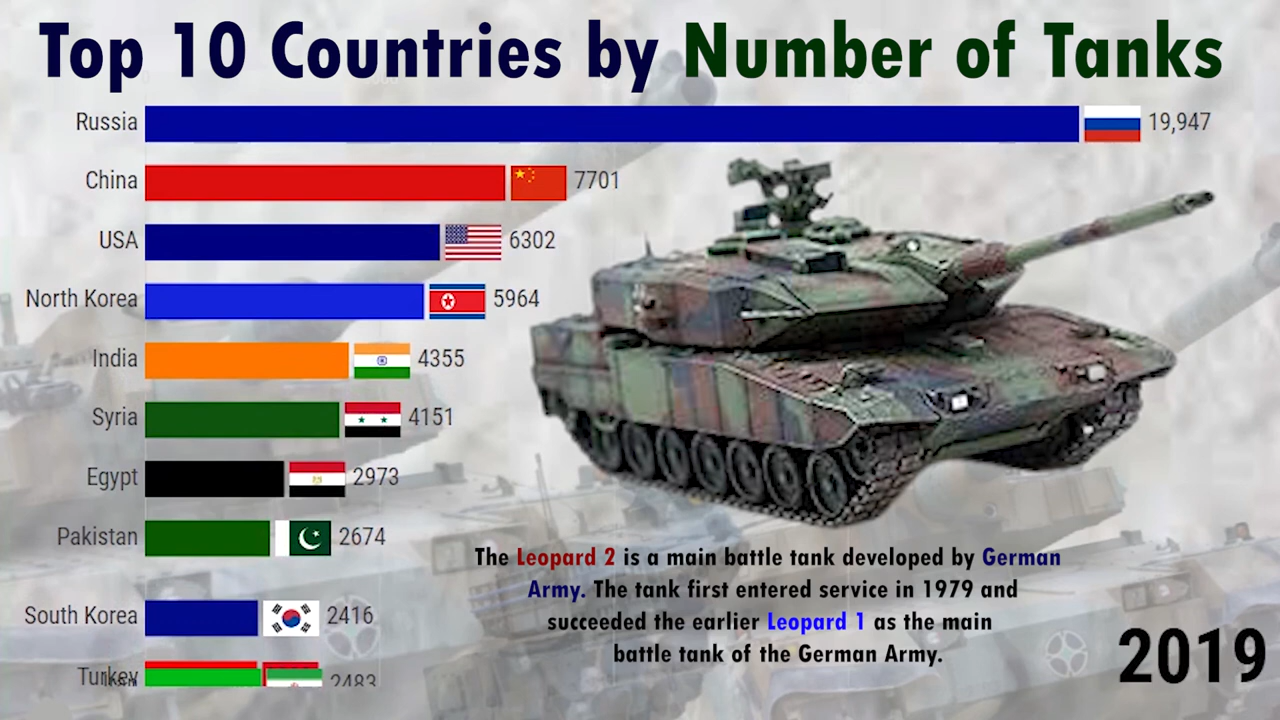 Top 10 Countries by Number of Tanks
Russia 19,947
China 7701
USA 6302
North Korea 5964
India 4355
Syria 4151
Egypt 2973
Pakistan 2674
South Korea 2416
Turkey 2483
The Leopard 2 is a main battle tank developed by German
Army. The tank first entered service in 1979 and
succeeded the earlier Leopard 1 as the main
battle tank of the German Army.
2019